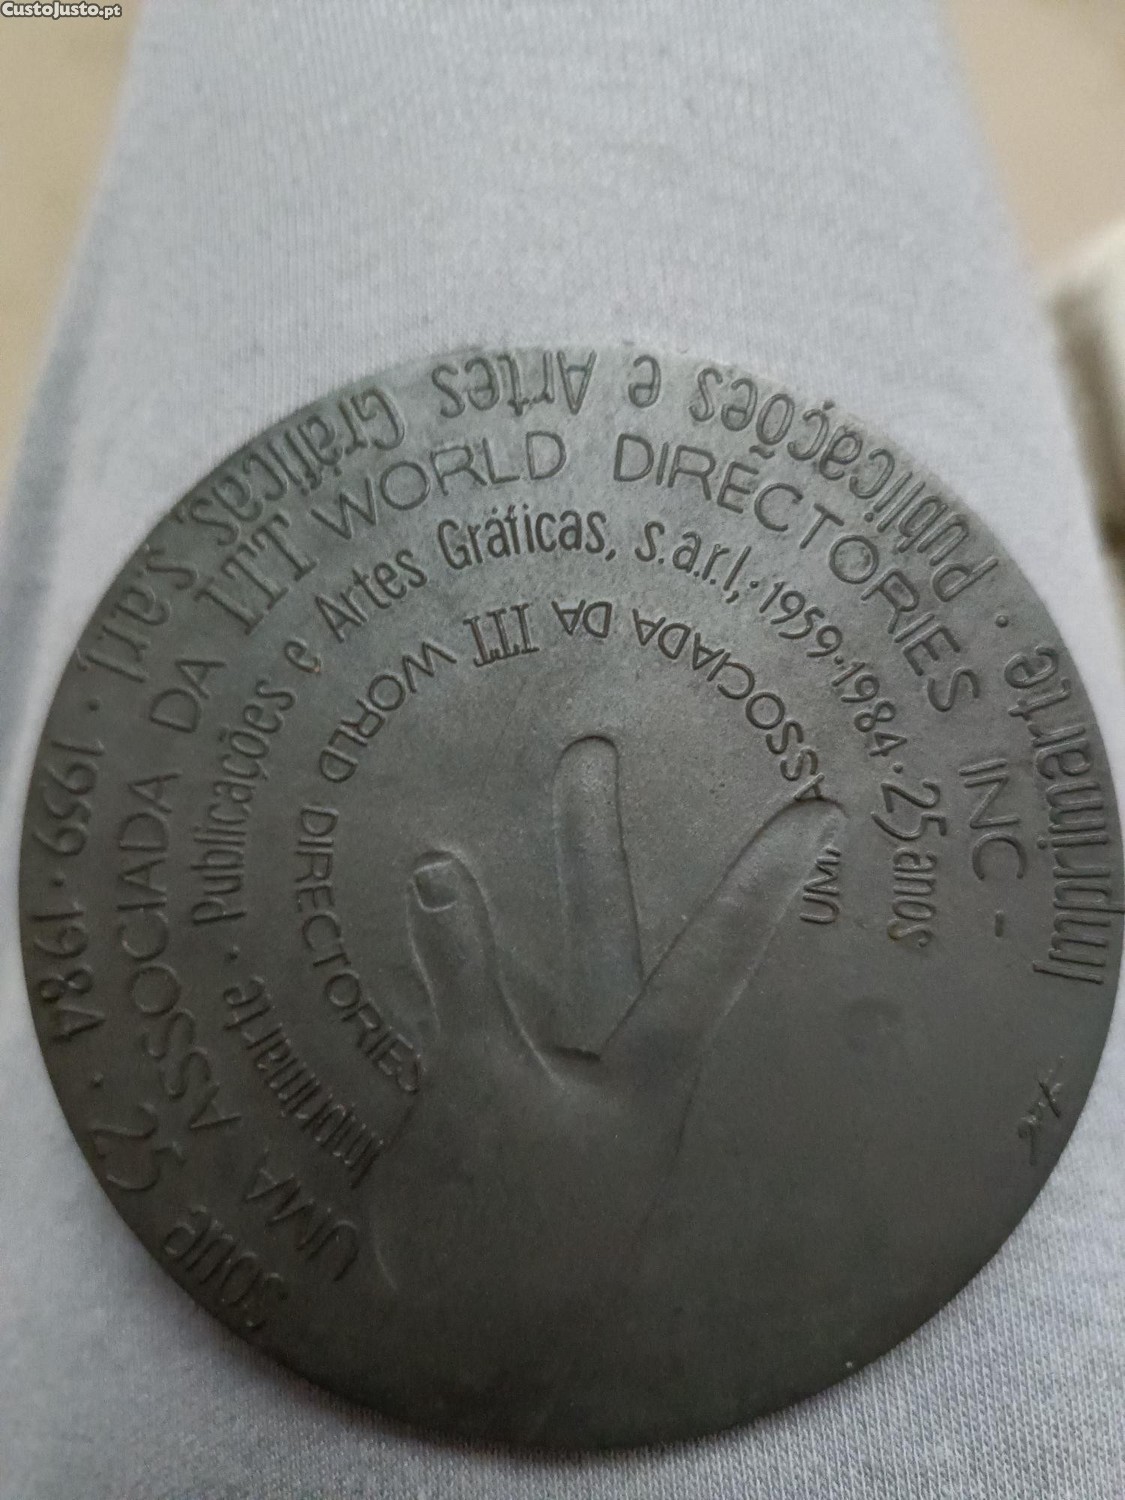 CustoJusto.pt
Imprimarte · Publicações e Artes Gráficas, s.a.r.l. · 1959 · 1984 · 25 anos
UMA ASSOCIADA DA ITT WORLD DIRECTORIES INC -
Imprimarte · Publicações e Artes Gráficas, s.a.r.l, · 1959 · 1984 · 25 anos
UMA ASSOCIADA DA ITT WORLD DIRECTORIES